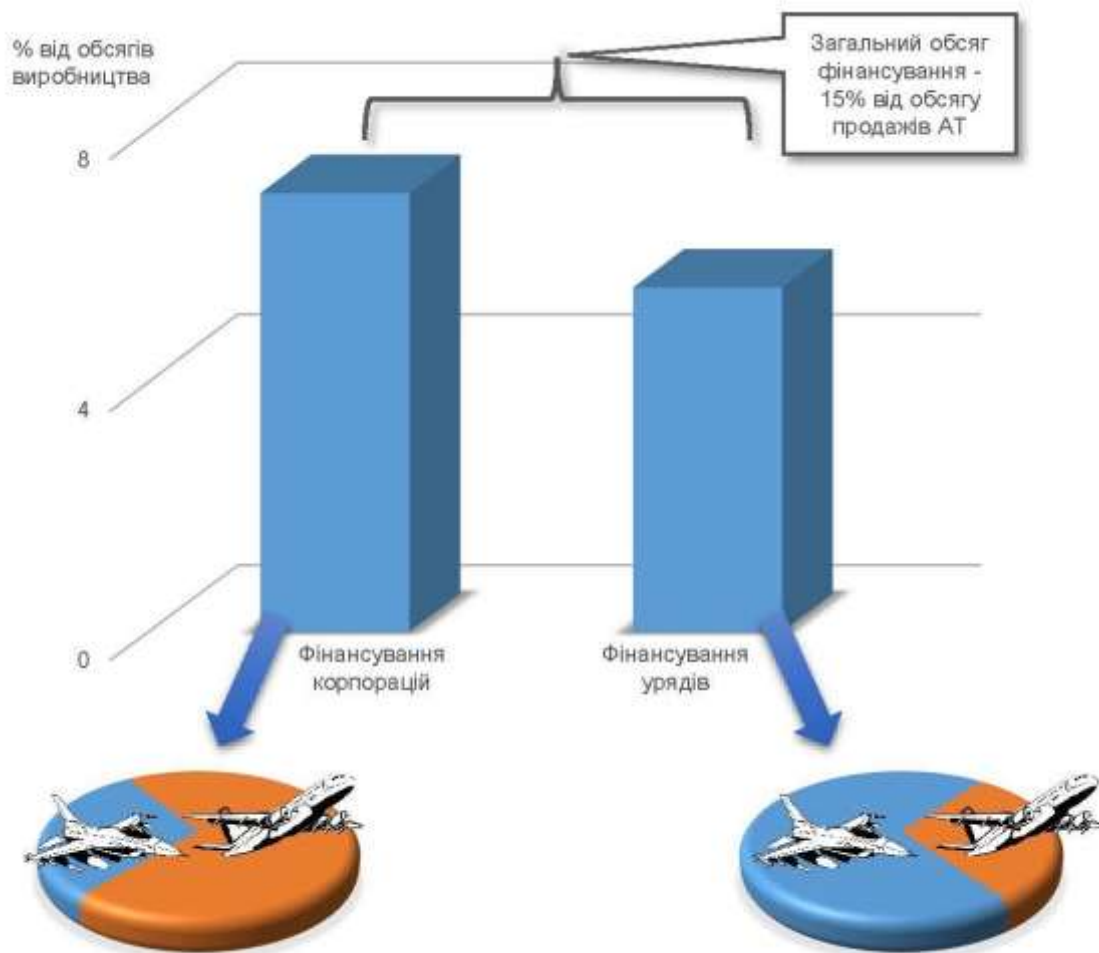 % від обсягів
виробництва
Загальний обсяг
фінансування -
15% від обсягу
продажів АТ
8
4
0
Фінансування
корпорацій
Фінансування
урядів